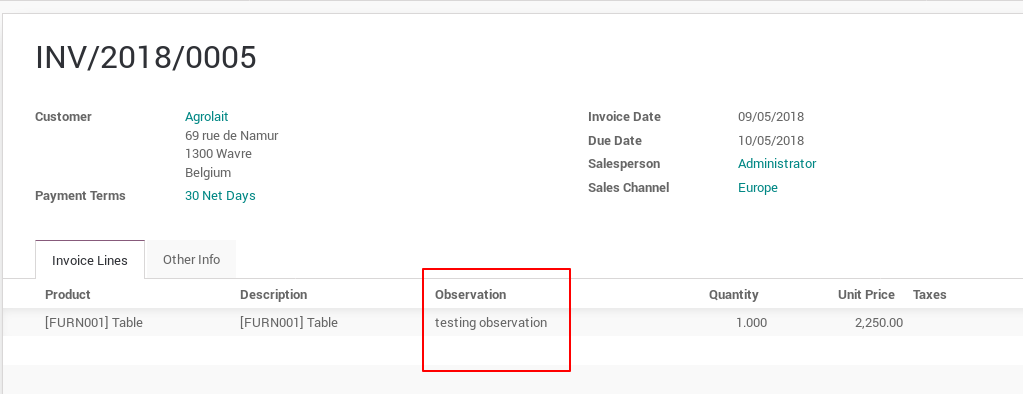 INV/2018/0005
Customer Agrolait Invoice Date 09/05/2018
69 rue de Namur Due Date 10/05/2018
1300 Wavre Salesperson Administrator
Belgium Sales Channel Europe
Payment Terms 30 Net Days
Invoice Lines Other Info
Product Description Observation Quantity Unit Price Taxes
[FURN001] Table [FURN001] Table testing observation 1.000 2,250.00